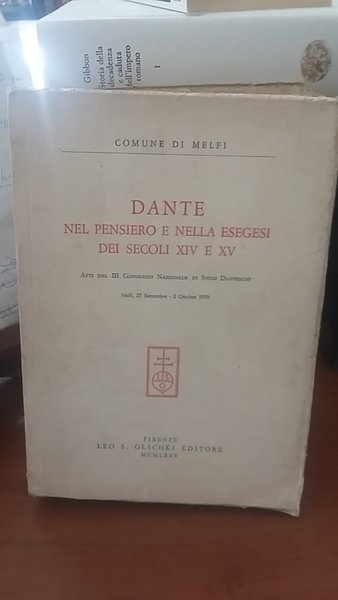 Gibbon
Storia della
decadenza
e caduta
dell'impero
romano
I
COMUNE DI MELFI
DANTE
NEL PENSIERO E NELLA ESEGESI
DEI SECOLI XIV E XV
ATTI DEL III CONGRESSO NAZIONALE DI STUDI DANTESCHI
Melfi, 27 Settembre - 2 Ottobre 1970
FIRENZE
LEO S. OLSCHKI EDITORE
MCMLXXV